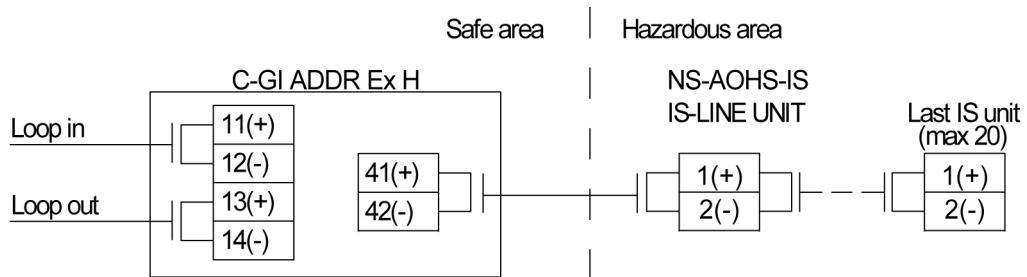 Safe area
Hazardous area
C-GI ADDR Ex H
NS-AOHS-IS
IS-LINE UNIT
Last IS unit
(max 20)
Loop in
11(+)
12(-)
Loop out
13(+)
14(-)
41(+)
42(-)
1(+)
2(-)
1(+)
2(-)